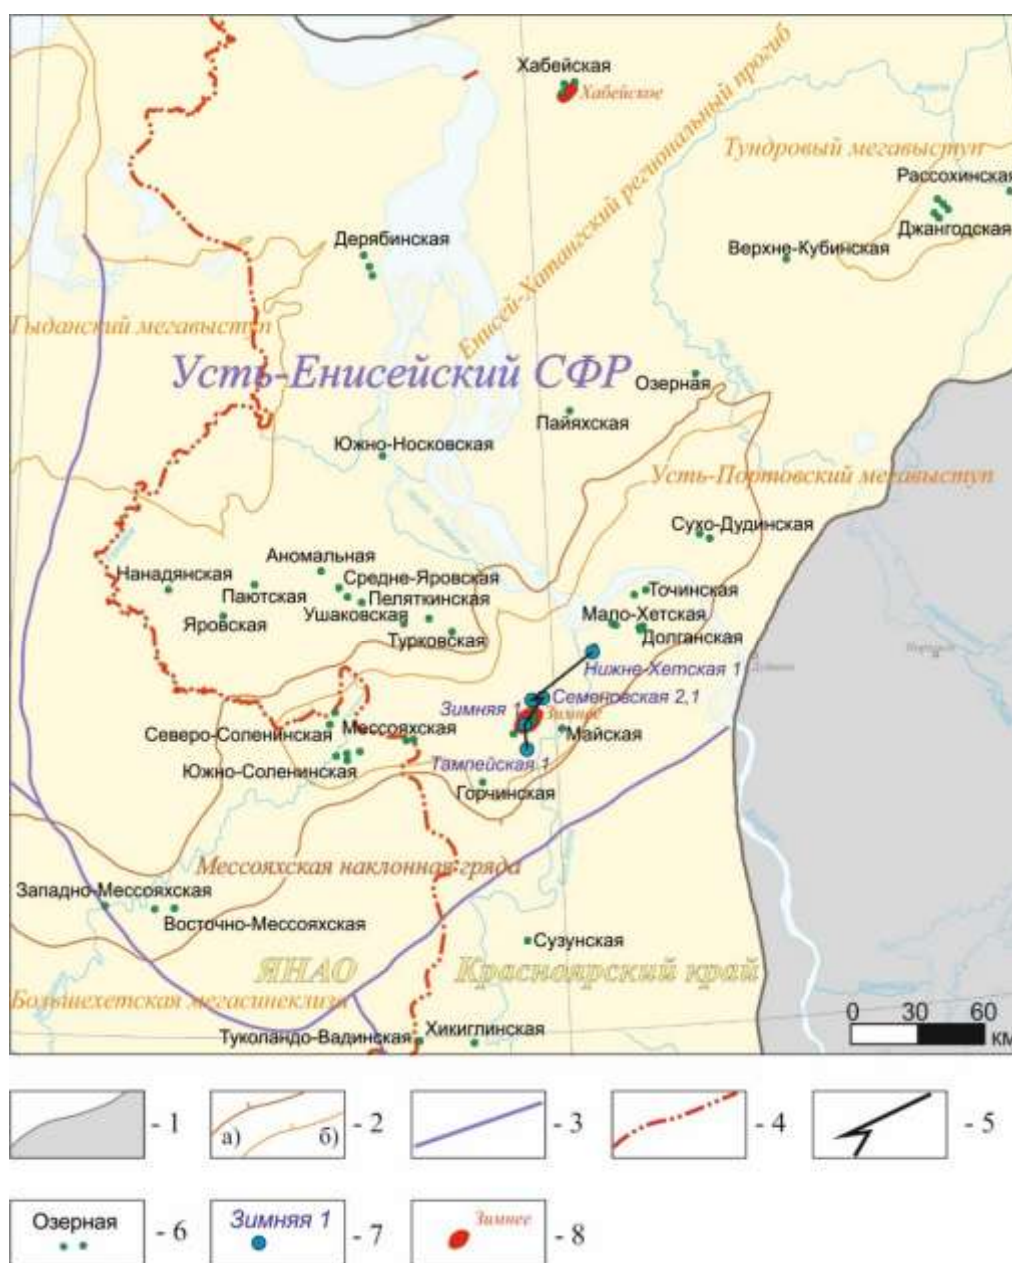 Хабейская
Хабейское
Енисей-Хатангский региональный прогиб
Тундровый мегавыступ
Рассохинская
Джангодская
Верхне-Кубинская
Дерябинская
Гыданский мегавыступ
Усть-Енисейский СФР
Озерная
Пайяхская
Южно-Носковская
Усть-Портовский мегавыступ
Сухо-Дудинская
Аномальная
Нанадянская
Средне-Яровская
Паютская
Пеляткинская
Точинская
Ушаковская
Мало-Хетская
Яровская
Турковская
Долганская
Нижне-Хетская 1
Семеновская 2,1
Зимняя 1
Зимнее
Северо-Соленинская
Мессояхская
Майская
Южно-Соленинская
Тампейская 1
Горчинская
Мессояхская наклонная гряда
Западно-Мессояхская
Восточно-Мессояхская
Сузунская
ЯНАО
Красноярский край
Большехетская мегасинеклиза
Туколандо-Вадинская
Хикиглинская
0 30 60
КМ
- 1
а) б) - 2
- 3
- 4
- 5
Озерная - 6
Зимняя 1 - 7
Зимнее - 8